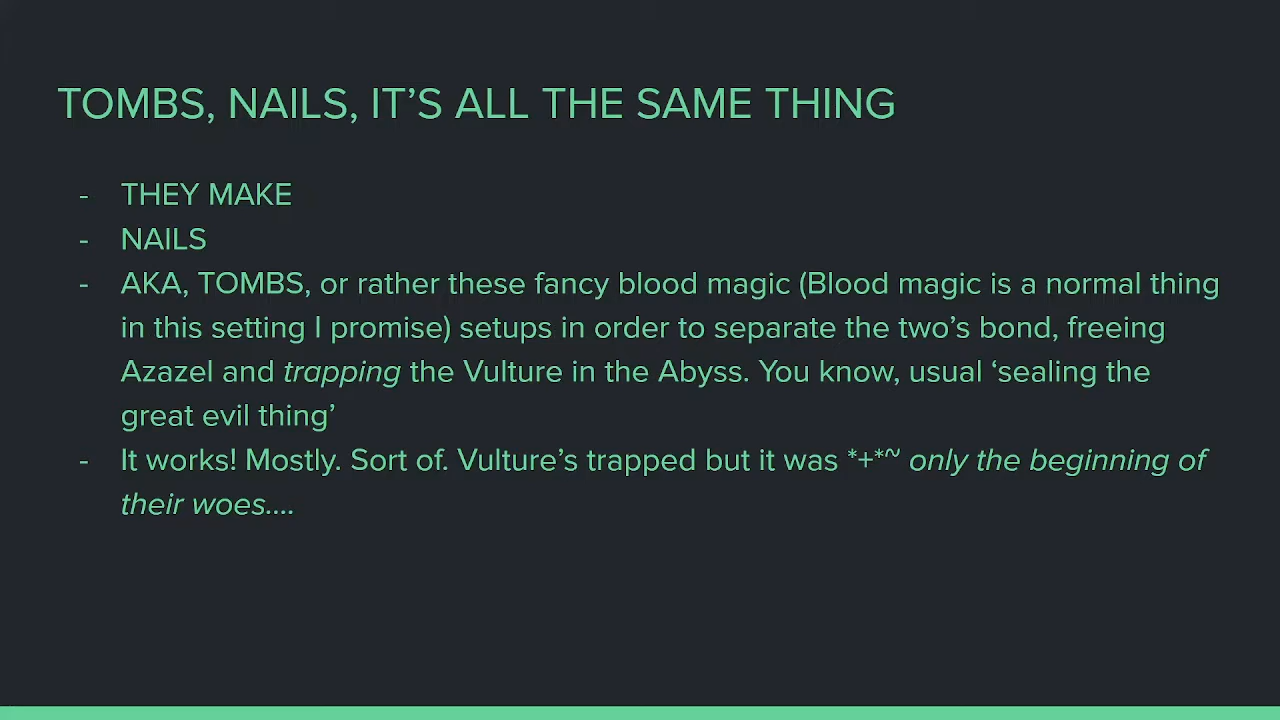 TOMBS, NAILS, IT’S ALL THE SAME THING
- THEY MAKE
- NAILS
- AKA, TOMBS, or rather these fancy blood magic (Blood magic is a normal thing
in this setting I promise) setups in order to separate the two’s bond, freeing
Azazel and trapping the Vulture in the Abyss. You know, usual ‘sealing the
great evil thing’
- It works! Mostly. Sort of. Vulture’s trapped but it was *+*~ only the beginning of
their woes....